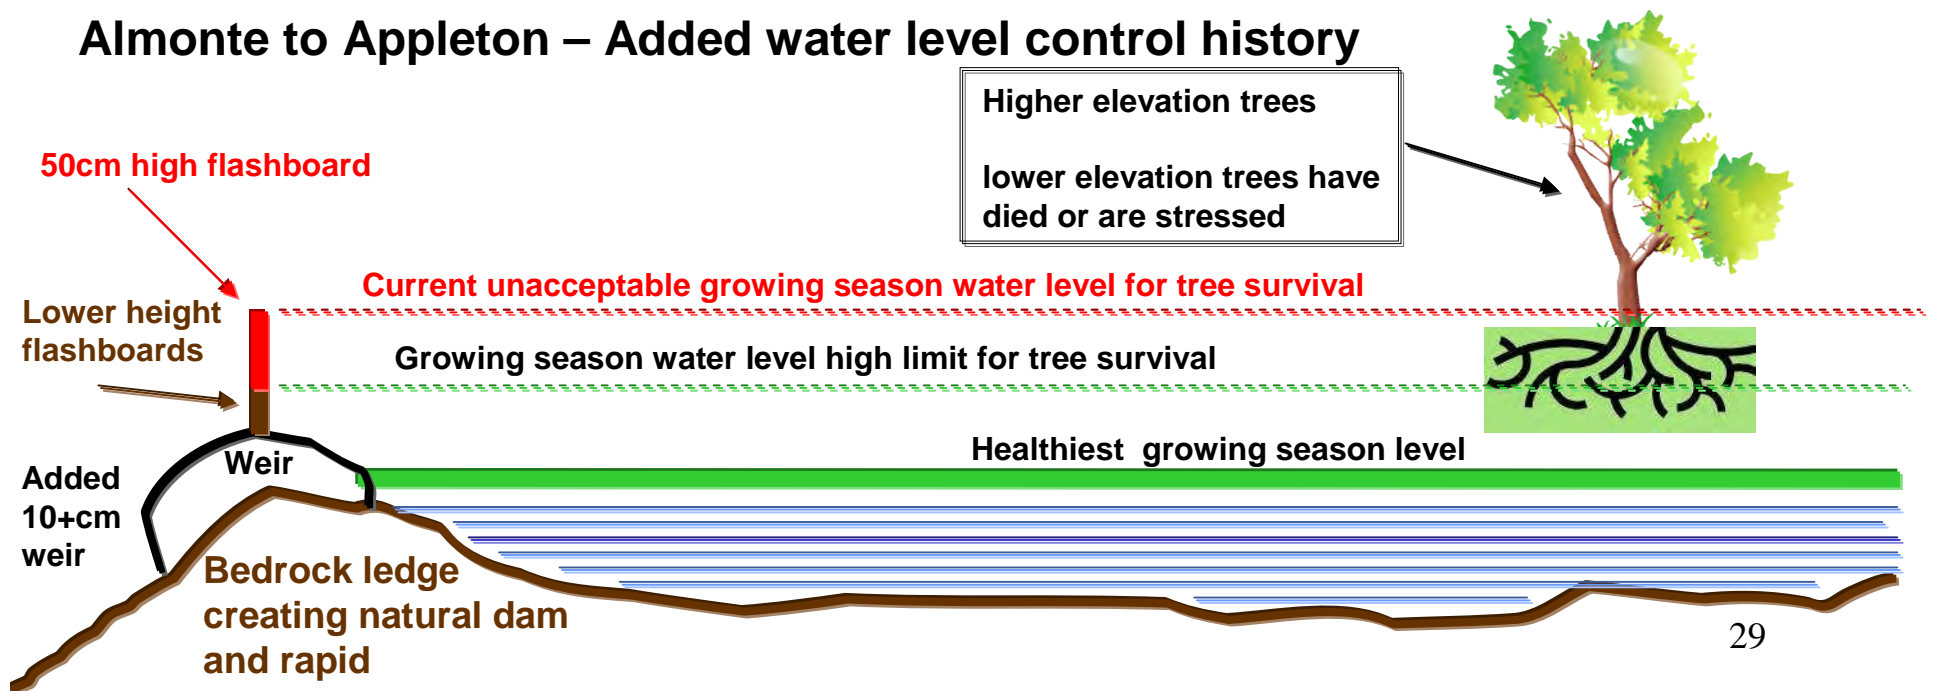 Almonte to Appleton – Added water level control history
Higher elevation trees
lower elevation trees have
died or are stressed
50cm high flashboard
Current unacceptable growing season water level for tree survival
Lower height
flashboards
Growing season water level high limit for tree survival
Healthiest  growing season level
Weir
Added
10+cm
weir
Bedrock ledge
creating natural dam
and rapid
29